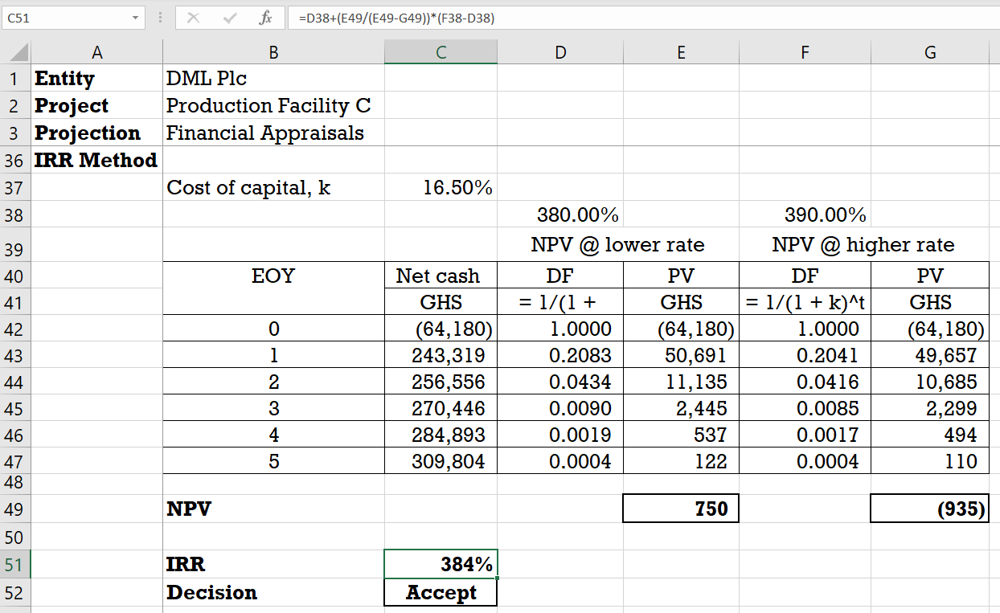 C51 fx =D38+(E49/(E49-G49))*(F38-D38)
A B C D E F G
1 Entity DML Plc
2 Project Production Facility C
3 Projection Financial Appraisals
36 IRR Method
37 Cost of capital, k 16.50%
38 380.00% 390.00%
39 NPV @ lower rate NPV @ higher rate
40 EOY Net cash DF PV DF PV
41 GHS = 1/(1 + GHS = 1/(1 + k)^t GHS
42 0 (64,180) 1.0000 (64,180) 1.0000 (64,180)
43 1 243,319 0.2083 50,691 0.2041 49,657
44 2 256,556 0.0434 11,135 0.0416 10,685
45 3 270,446 0.0090 2,445 0.0085 2,299
46 4 284,893 0.0019 537 0.0017 494
47 5 309,804 0.0004 122 0.0004 110
48
49 NPV 750 (935)
50
51 IRR 384%
52 Decision Accept